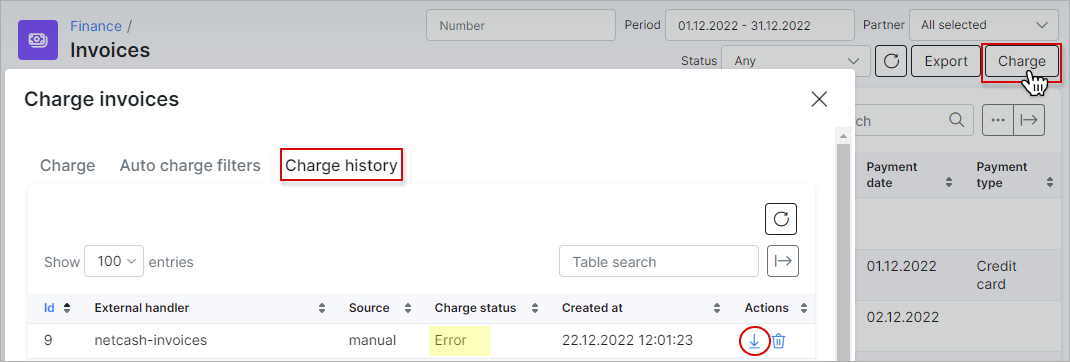 Finance /
Invoices
Number
Period
01.12.2022 - 31.12.2022
Partner
All selected
Status
Any
Export
Charge
Charge invoices
Charge
Auto charge filters
Charge history
Show 100 entries
Table search
Id External handler Source Charge status Created at Actions
9 netcash-invoices manual Error 22.12.2022 12:01:23
Payment date
Payment type
01.12.2022
Credit card
02.12.2022